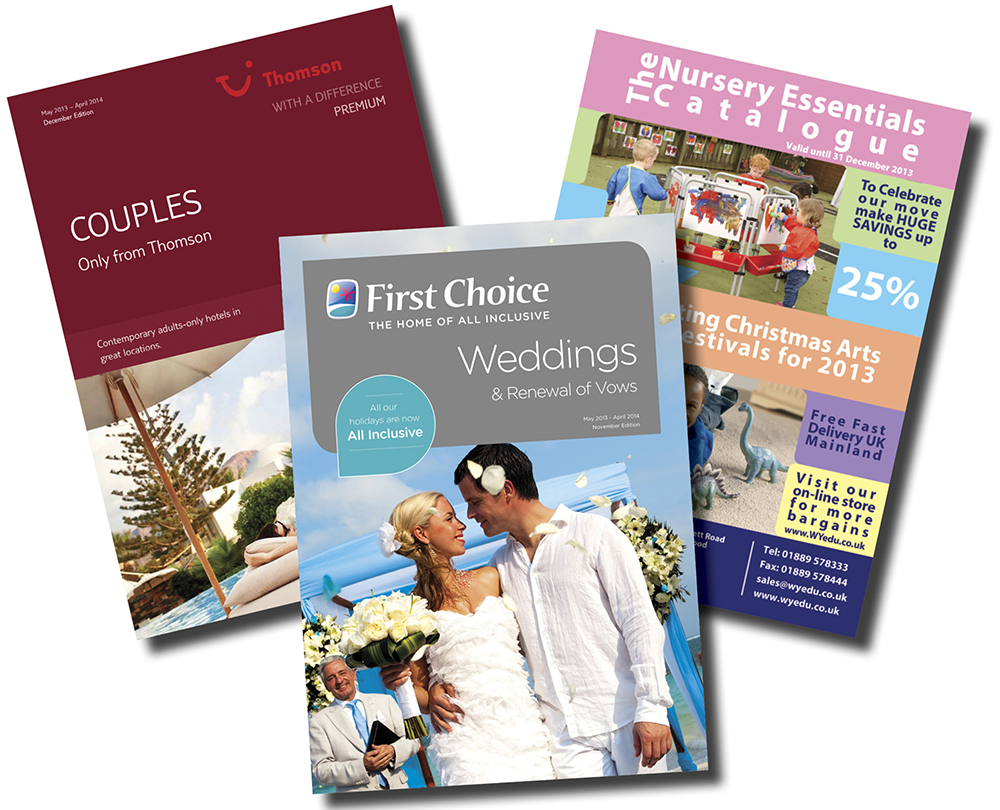 Thomson
WITH A DIFFERENCE
PREMIUM
May 2013 – April 2014
December Edition
COUPLES
Only from Thomson
Contemporary adults-only hotels in
great locations.
First Choice
THE HOME OF ALL INCLUSIVE
Weddings
& Renewal of Vows
May 2013 - April 2014
November Edition
All our
holidays are now
All Inclusive
The Nursery Essentials
Catalogue
Valid until 31 December 2013
To Celebrate
our move
make HUGE
SAVINGS up
to
25%
Christmas Arts
for 2013
Free Fast
Delivery UK
Mainland
Visit our
on-line store
for more
bargains
www.WYedu.co.uk
Road
Tel: 01889 578333
Fax: 01889 578444
sales@wyedu.co.uk
www.wyedu.co.uk